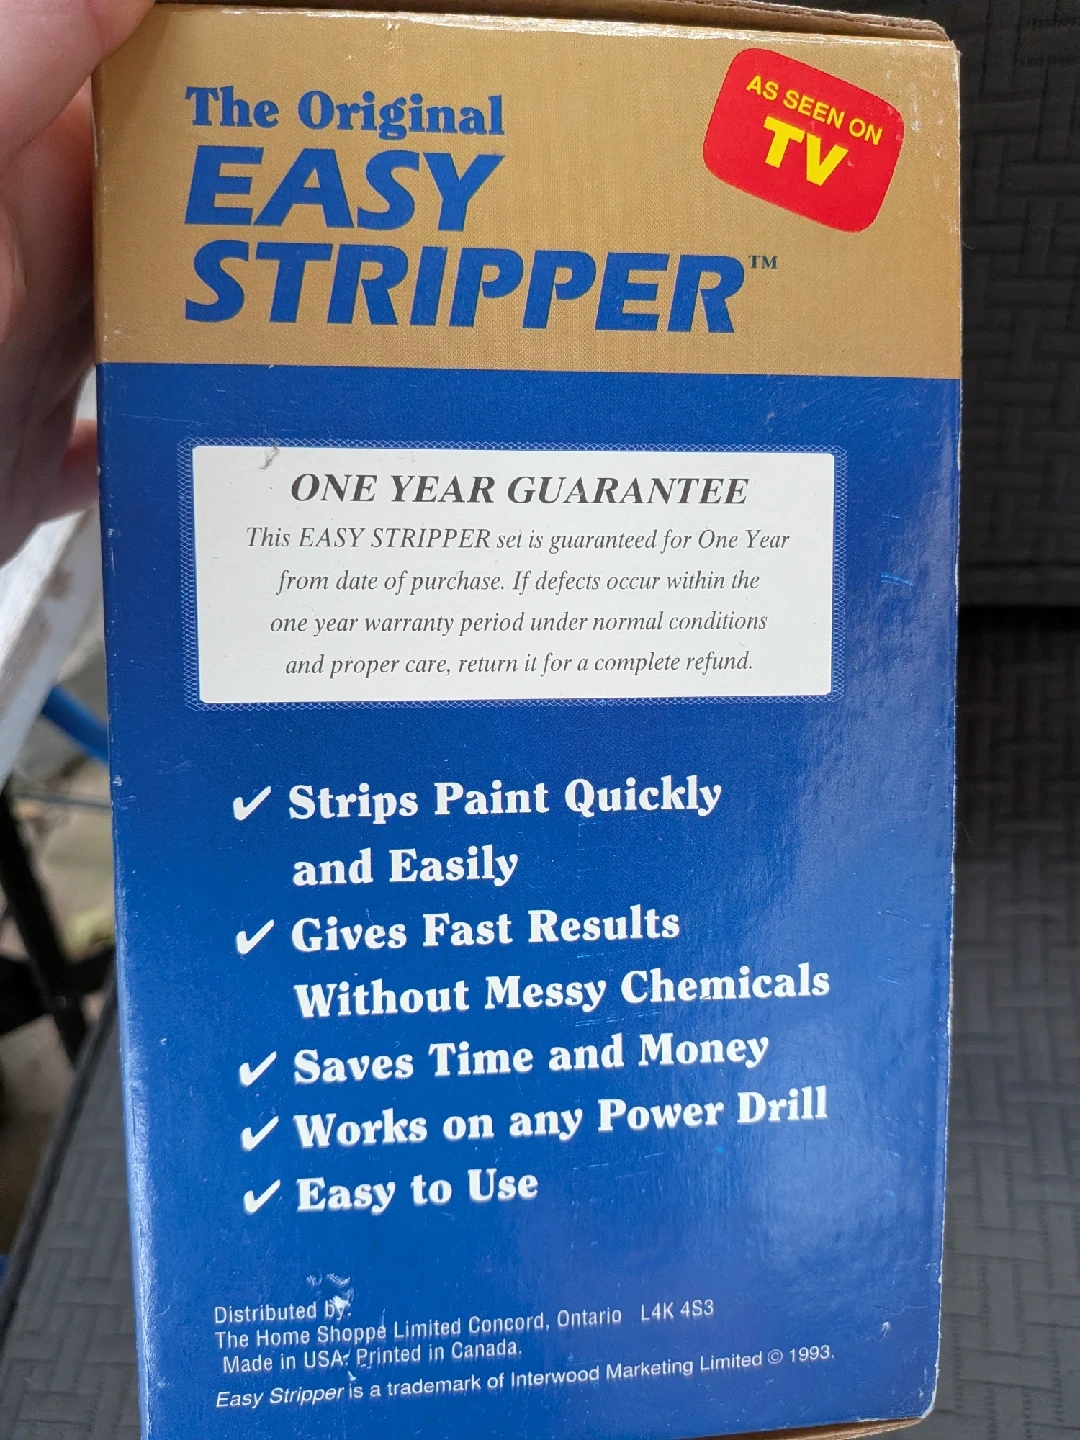 The Original
EASY
STRIPPER™
AS SEEN ON
TV
ONE YEAR GUARANTEE
This EASY STRIPPER set is guaranteed for One Year
from date of purchase. If defects occur within the
one year warranty period under normal conditions
and proper care, return it for a complete refund.
✓ Strips Paint Quickly
and Easily
✓ Gives Fast Results
Without Messy Chemicals
✓ Saves Time and Money
✓ Works on any Power Drill
✓ Easy to Use
Distributed by:
The Home Shoppe Limited Concord, Ontario L4K 4S3
Made in USA. Printed in Canada.
Easy Stripper is a trademark of Interwood Marketing Limited © 1993.